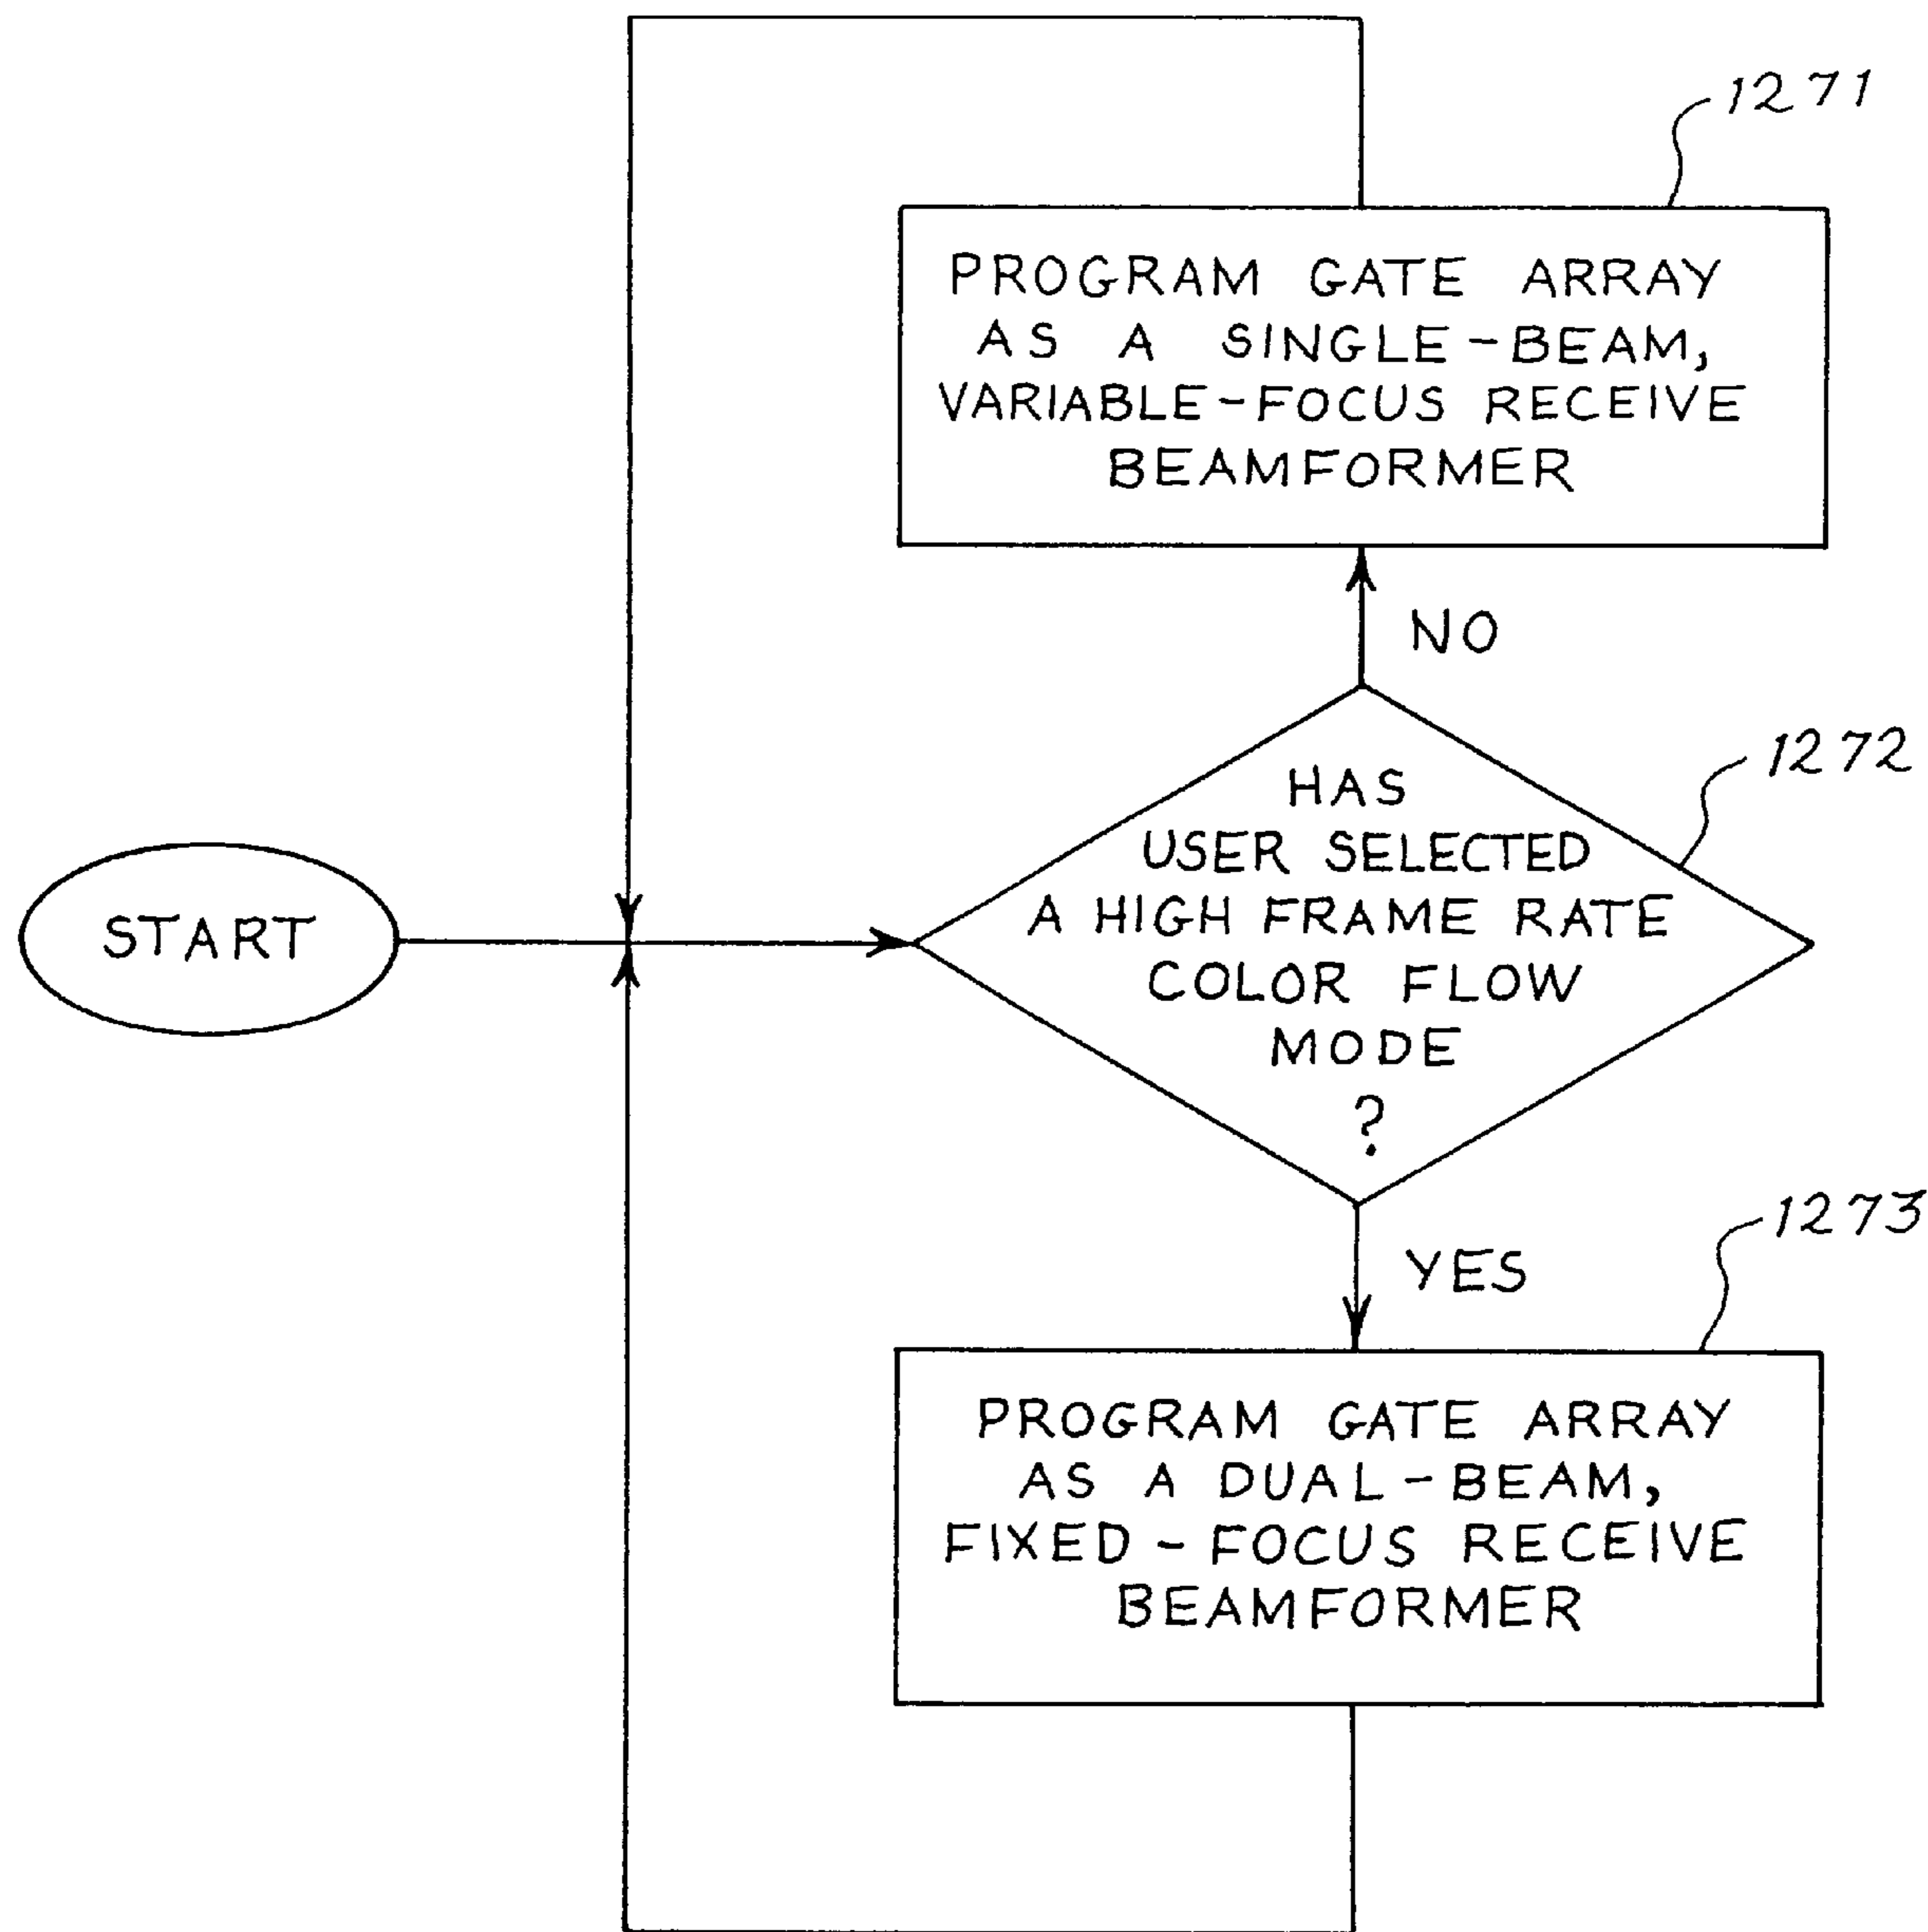 1271
PROGRAM GATE ARRAY
AS A SINGLE-BEAM,
VARIABLE-FOCUS RECEIVE
BEAMFORMER
NO
1272
HAS
USER SELECTED
A HIGH FRAME RATE
COLOR FLOW
MODE
?
START
YES
1273
PROGRAM GATE ARRAY
AS A DUAL-BEAM,
FIXED-FOCUS RECEIVE
BEAMFORMER